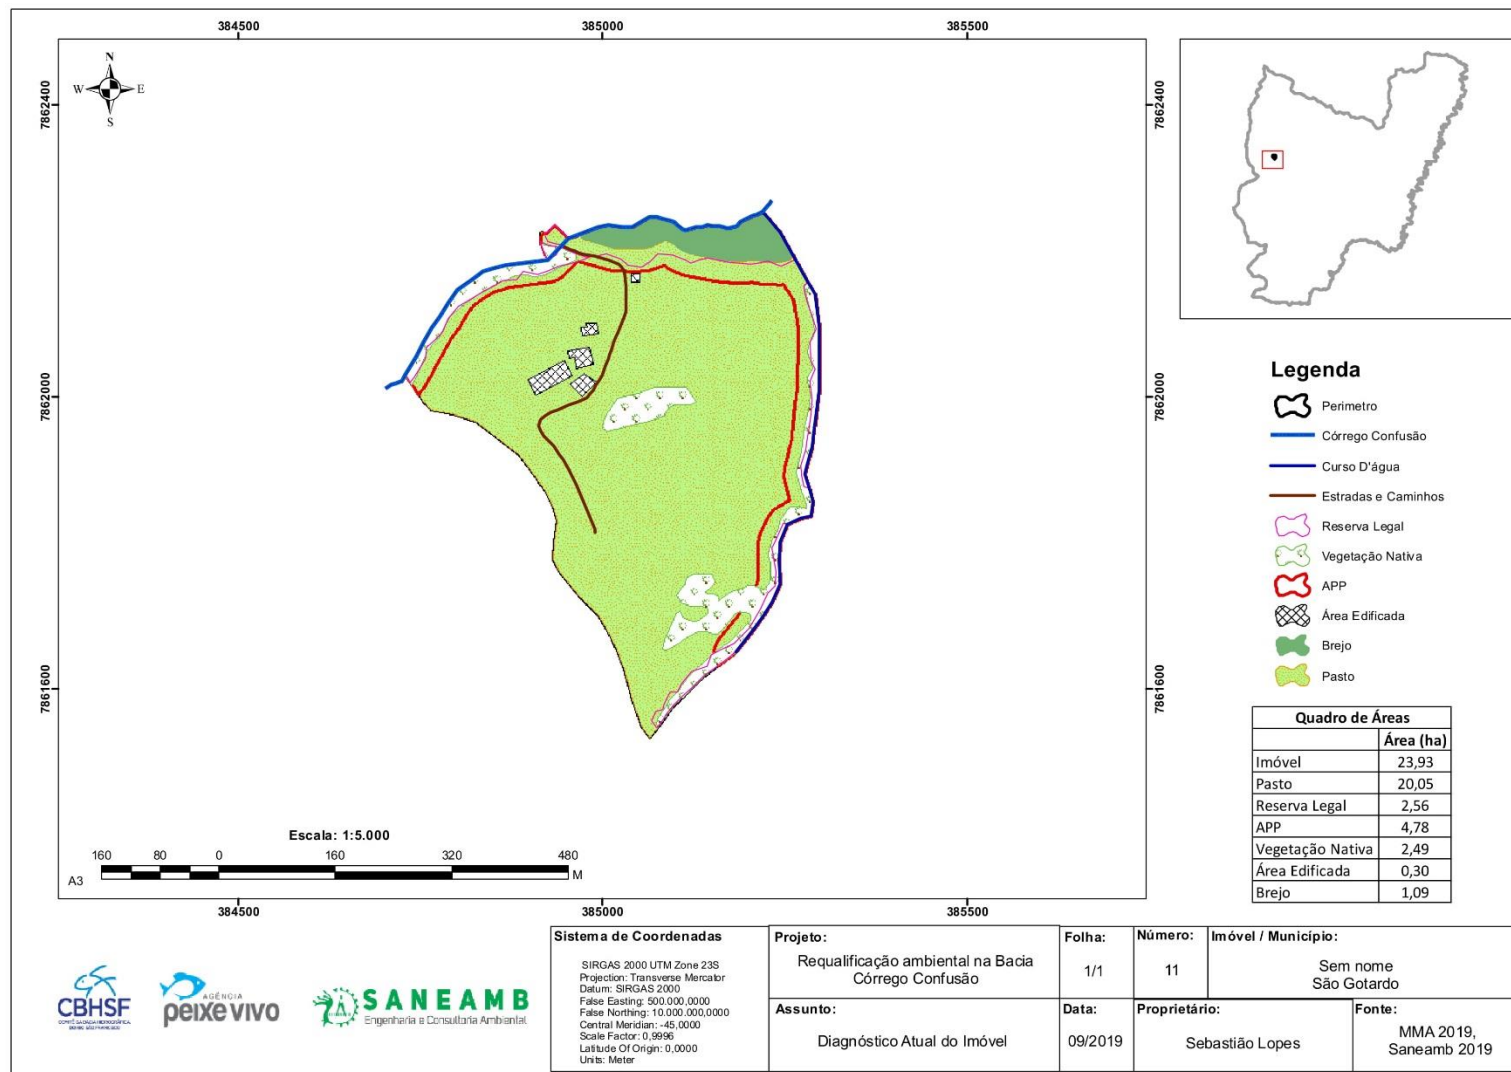 384500 385000 385500
N
W E
S
7862400 7862400
7862000 7862000
7861600 7861600
Escala: 1:5.000
160 80 0 160 320 480
M
A3
384500 385000 385500
Legenda
Perimetro
Córrego Confusão
Curso D'água
Estradas e Caminhos
Reserva Legal
Vegetação Nativa
APP
Área Edificada
Brejo
Pasto
Quadro de Áreas
Área (ha)
Imóvel 23,93
Pasto 20,05
Reserva Legal 2,56
APP 4,78
Vegetação Nativa 2,49
Área Edificada 0,30
Brejo 1,09
CBHSF
AGÊNCIA
peixe vivo
SANEAMB
Engenharia e Consultoria Ambiental
Sistema de Coordenadas
SIRGAS 2000 UTM Zone 23S
Projection: Transverse Mercator
Datum: SIRGAS 2000
False Easting: 500.000,0000
False Northing: 10.000.000,0000
Central Meridian: -45,0000
Scale Factor: 0,9996
Latitude Of Origin: 0,0000
Units: Meter
Projeto:
Requalificação ambiental na Bacia
Córrego Confusão
Folha:
1/1
Número:
11
Imóvel / Município:
Sem nome
São Gotardo
Assunto:
Diagnóstico Atual do Imóvel
Data:
09/2019
Proprietário:
Sebastião Lopes
Fonte:
MMA 2019,
Saneamb 2019